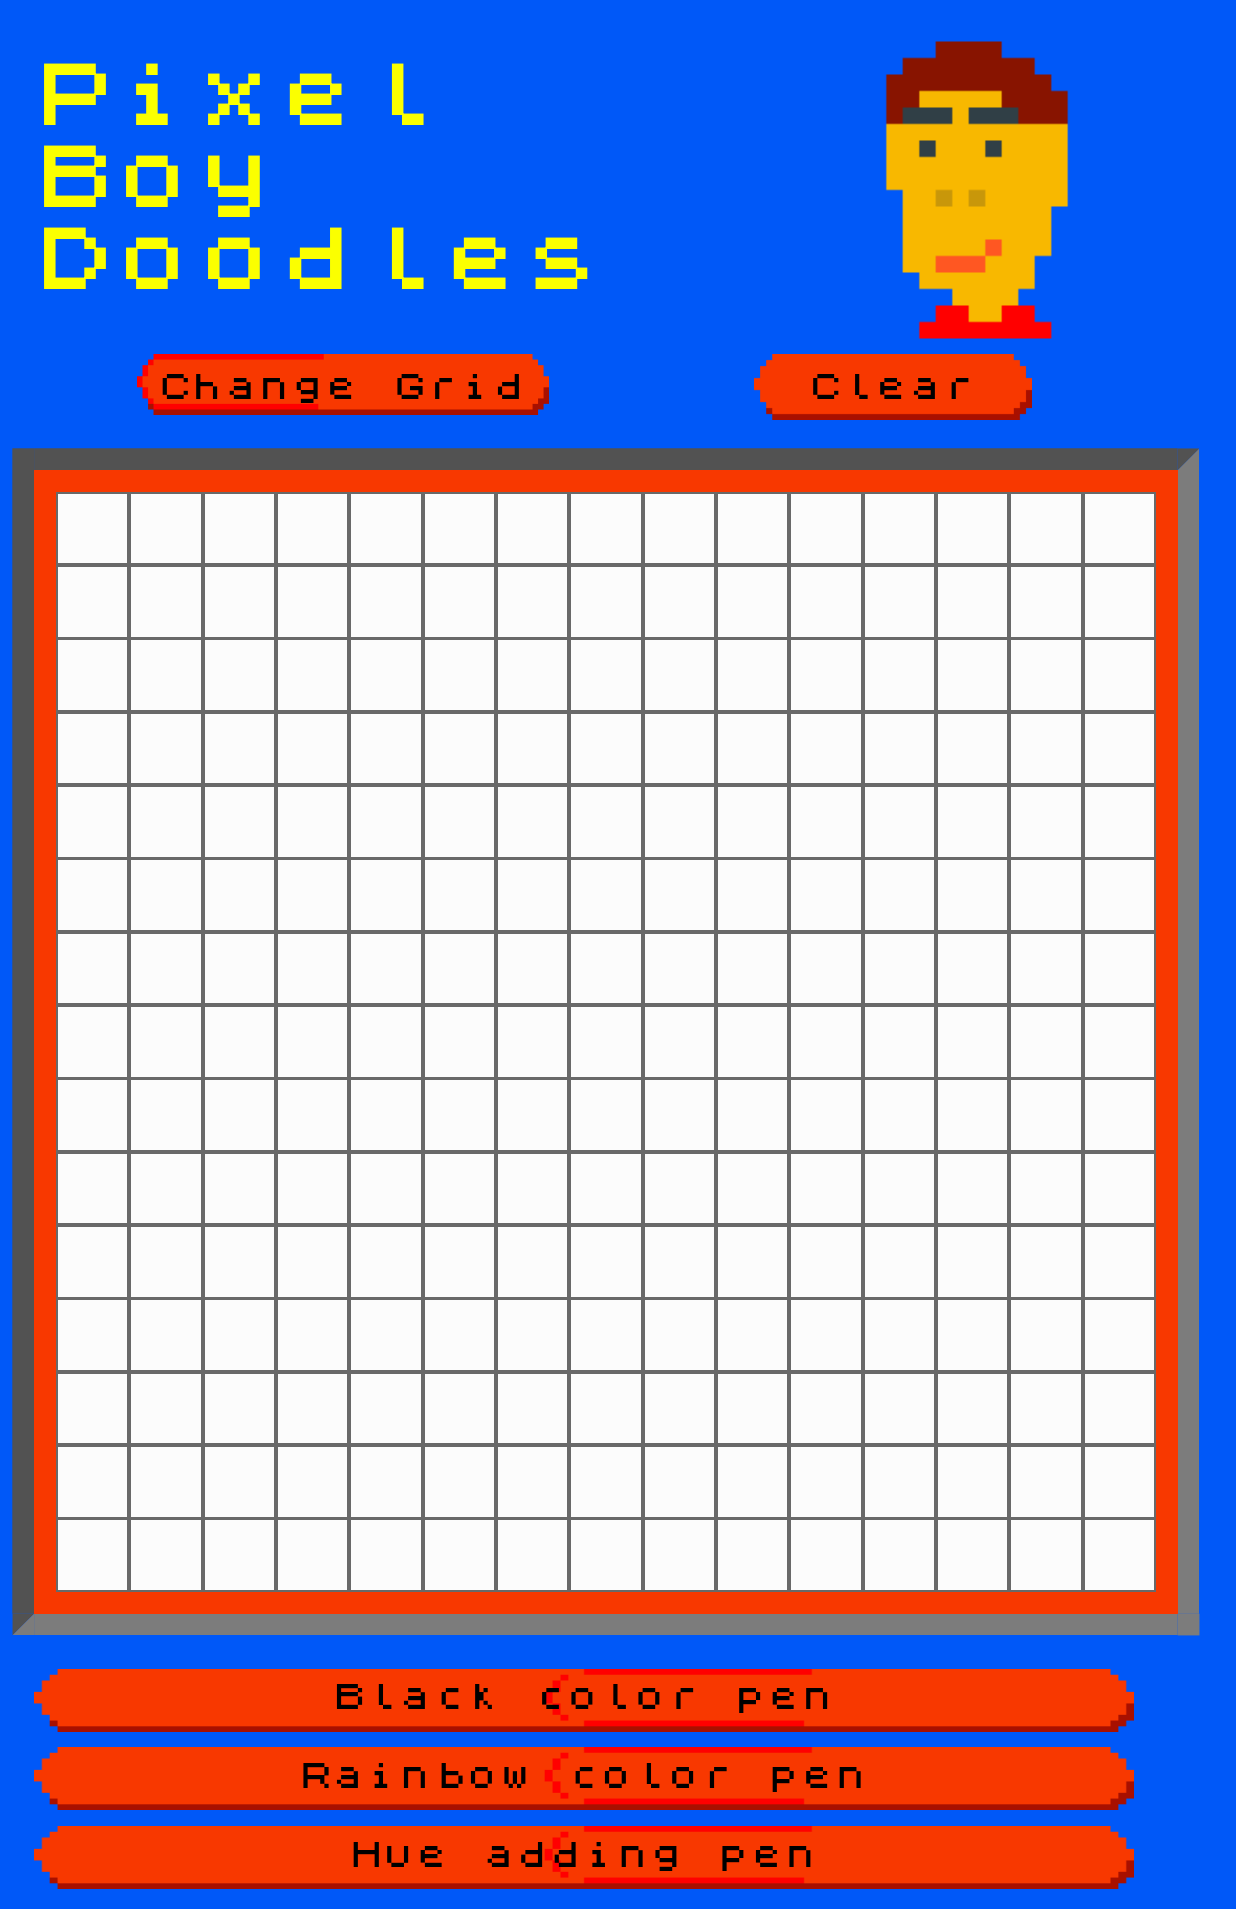 Pixel
Boy
Doodles
Change Grid
Clear
Black color pen
Rainbow color pen
Hue adding pen